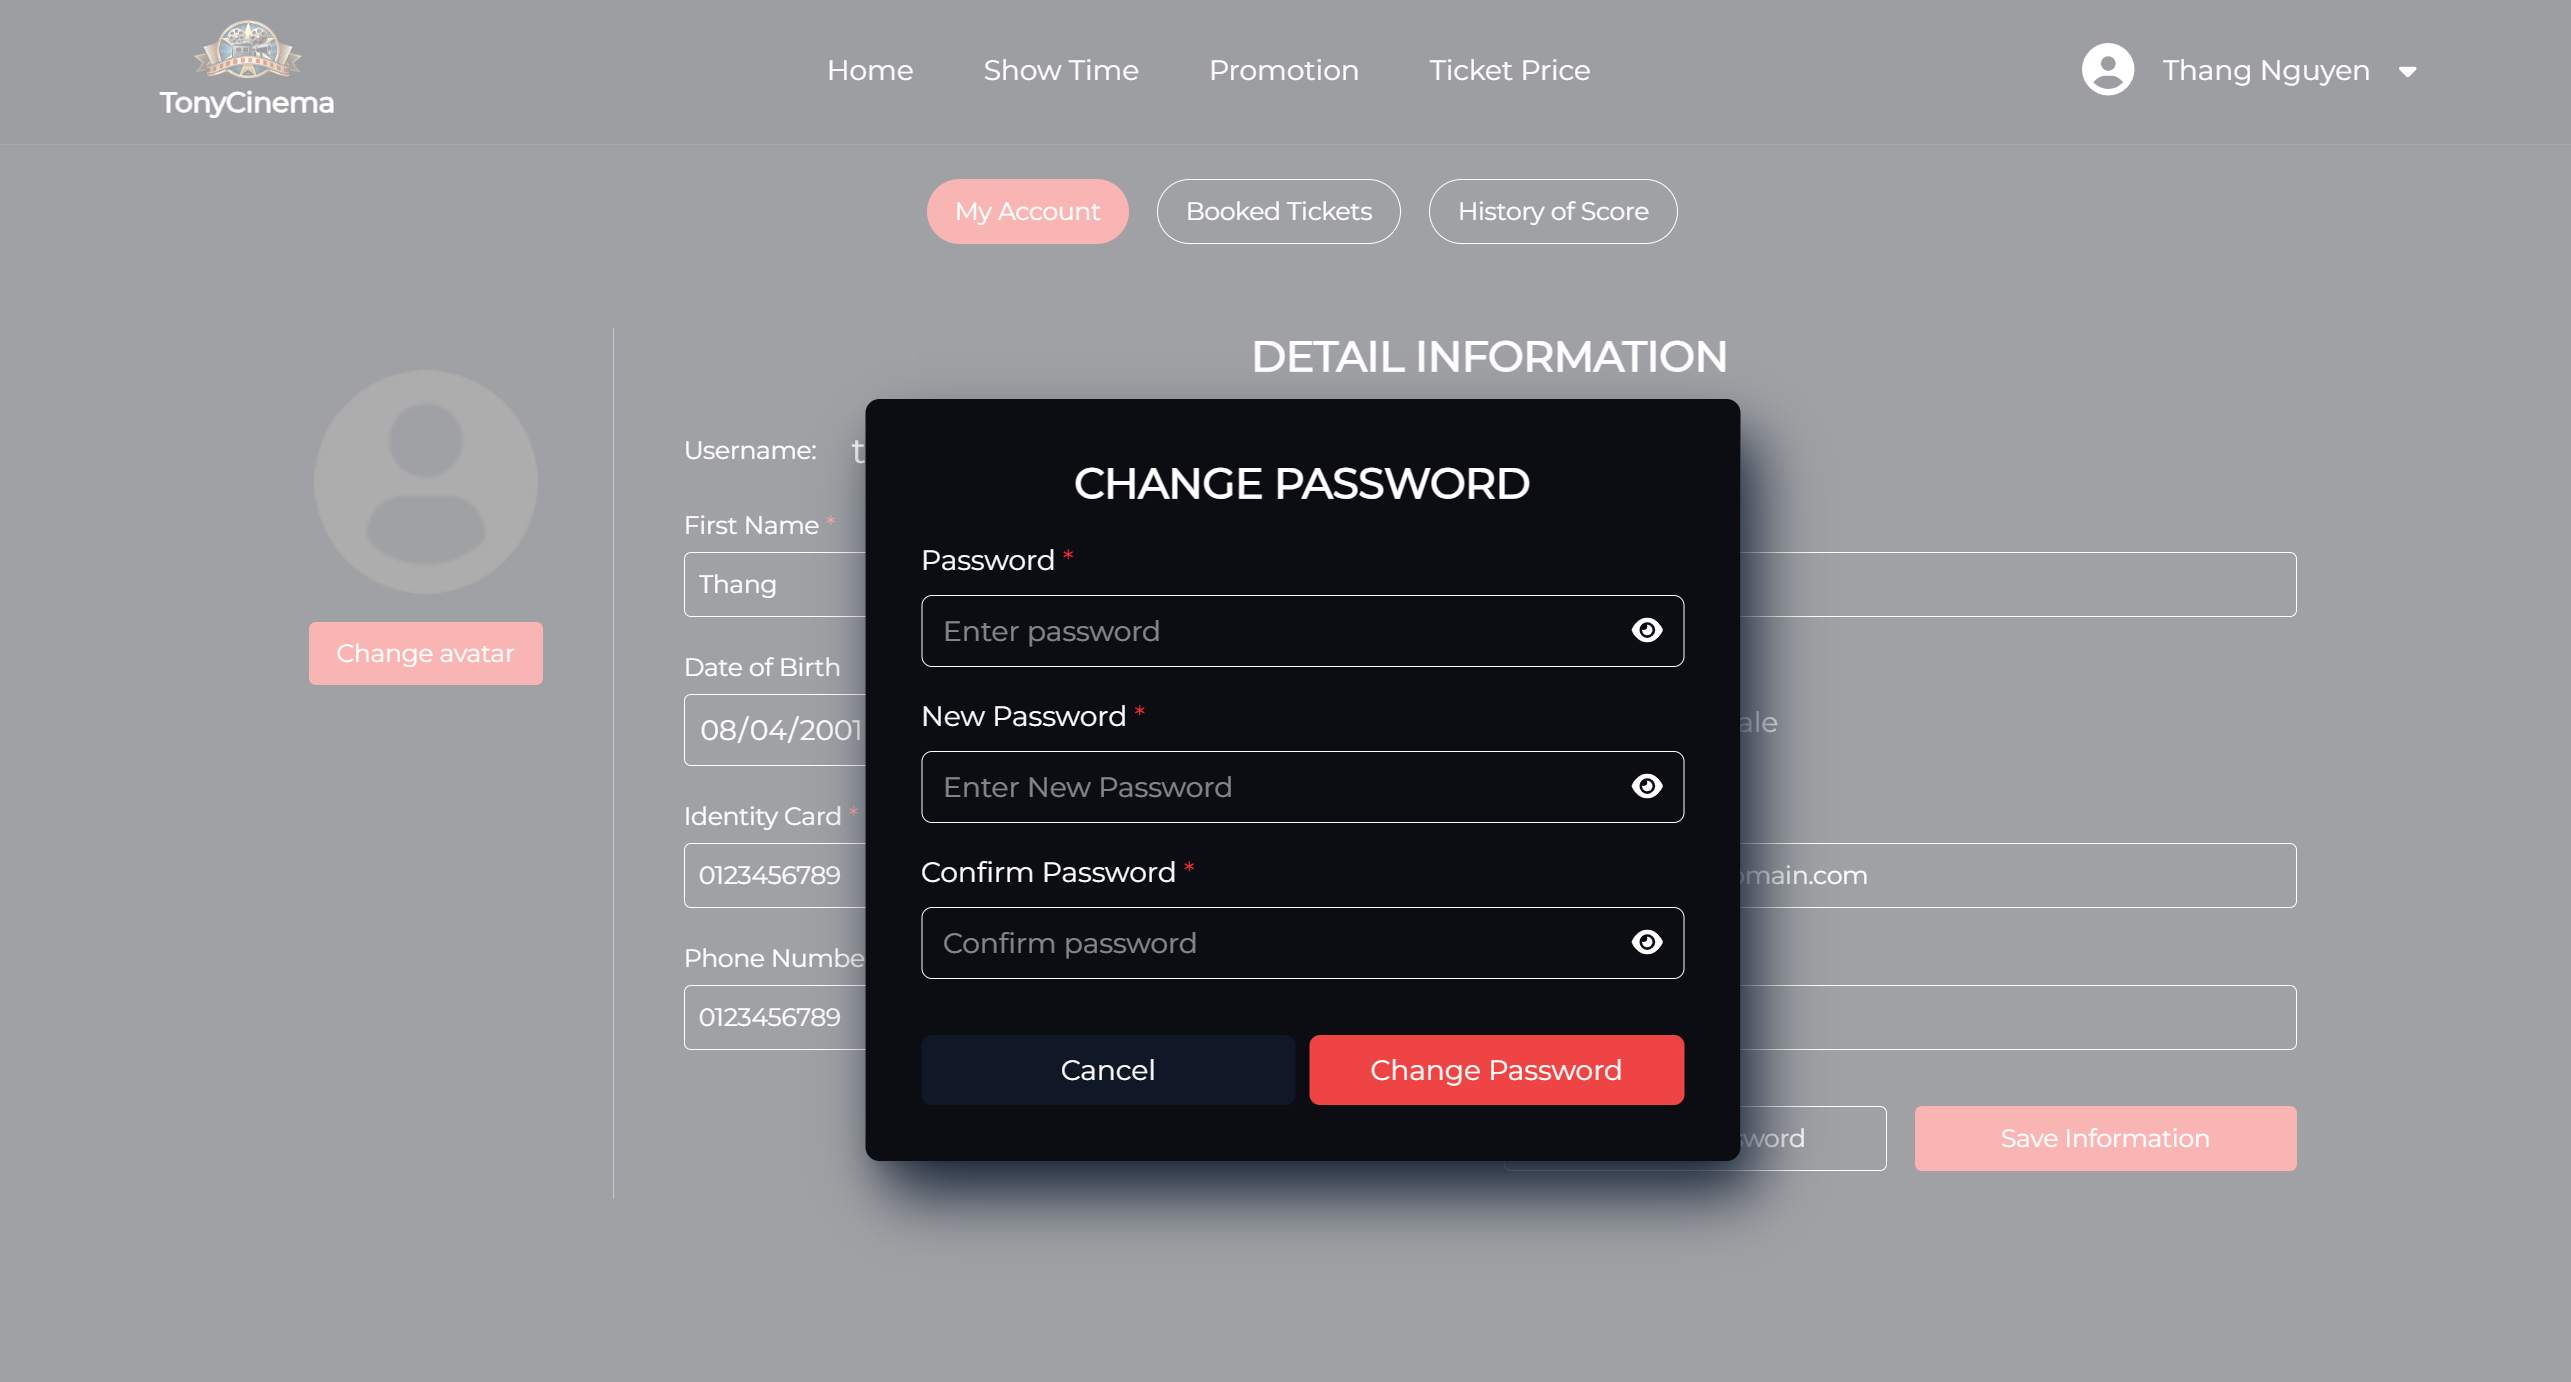 TonyCinema
Home Show Time Promotion Ticket Price
Thang Nguyen
My Account Booked Tickets History of Score
DETAIL INFORMATION
Change avatar
Username: t
First Name *
Thang
Date of Birth
08/04/2001
ale
Identity Card *
0123456789
omain.com
Phone Numbe
0123456789
sword
Save Information
CHANGE PASSWORD
Password *
Enter password
New Password *
Enter New Password
Confirm Password *
Confirm password
Cancel Change Password